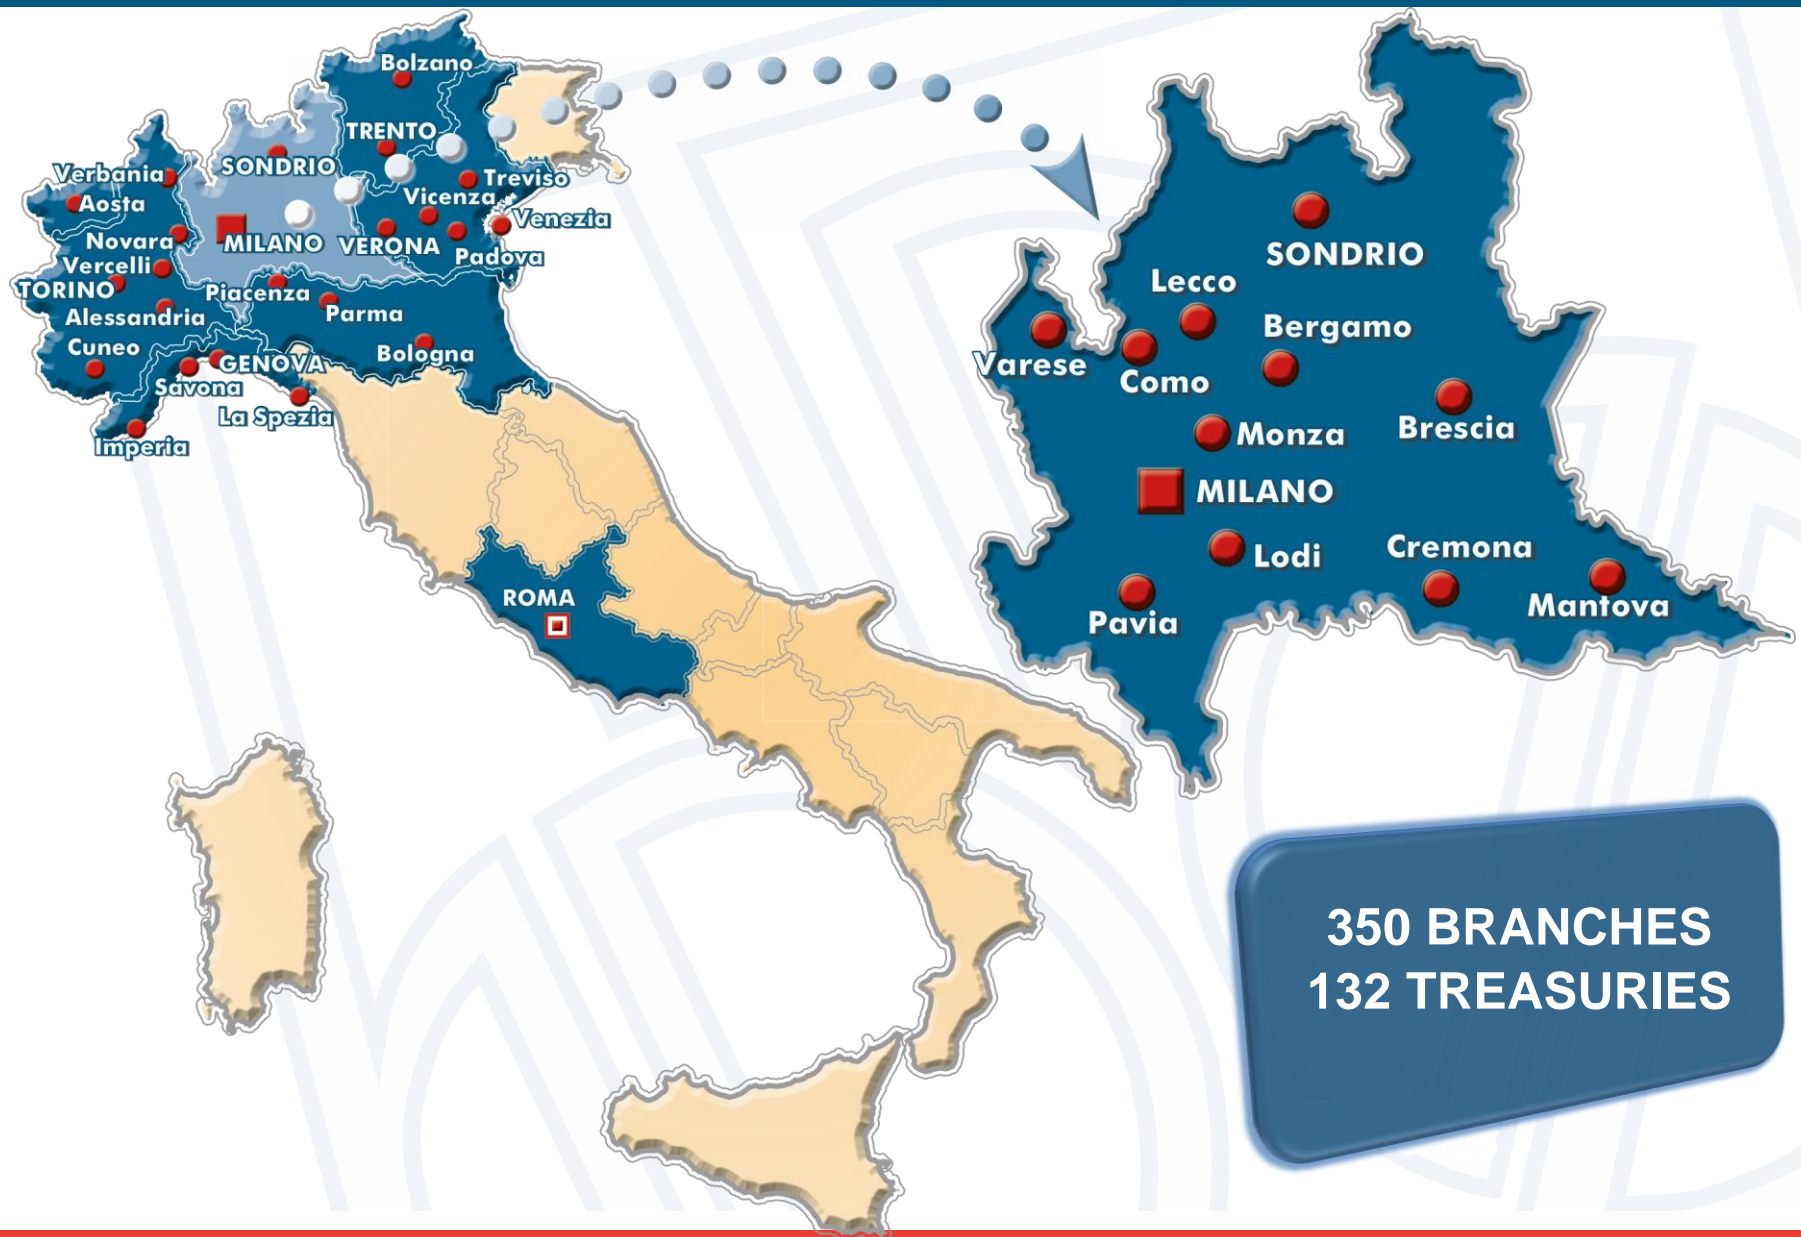 Bolzano
TRENTO
SONDRIO
Verbania
Treviso
Aosta
Vicenza
Venezia
Novara
MILANO
VERONA
Padova
Vercelli
TORINO
Piacenza
Alessandria
Parma
Cuneo
GENOVA
Bologna
Savona
La Spezia
Imperia
ROMA
SONDRIO
Lecco
Bergamo
Varese
Como
Monza
Brescia
MILANO
Lodi
Cremona
Pavia
Mantova
350 BRANCHES
132 TREASURIES